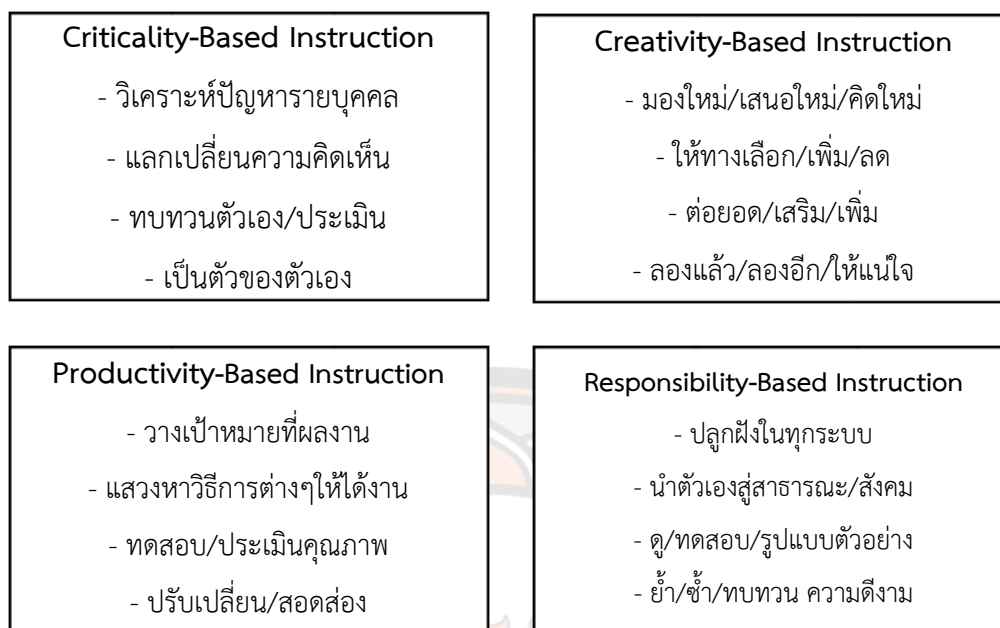 Criticality-Based Instruction
- วิเคราะห์ปัญหารายบุคคล
- แลกเปลี่ยนความคิดเห็น
- ทบทวนตัวเอง/ประเมิน
- เป็นตัวของตัวเอง
Creativity-Based Instruction
- มองใหม่/เสนอใหม่/คิดใหม่
- ให้ทางเลือก/เพิ่ม/ลด
- ต่อยอด/เสริม/เพิ่ม
- ลองแล้ว/ลองอีก/ให้แน่ใจ
Productivity-Based Instruction
- วางเป้าหมายที่ผลงาน
- แสวงหาวิธีการต่างๆให้ได้งาน
- ทดสอบ/ประเมินคุณภาพ
- ปรับเปลี่ยน/สอดส่อง
Responsibility-Based Instruction
- ปลูกฝังในทุกระบบ
- นำตัวเองสู่สาธารณะ/สังคม
- ดู/ทดสอบ/รูปแบบตัวอย่าง
- ย้ำ/ซ้ำ/ทบทวน ความดีงาม